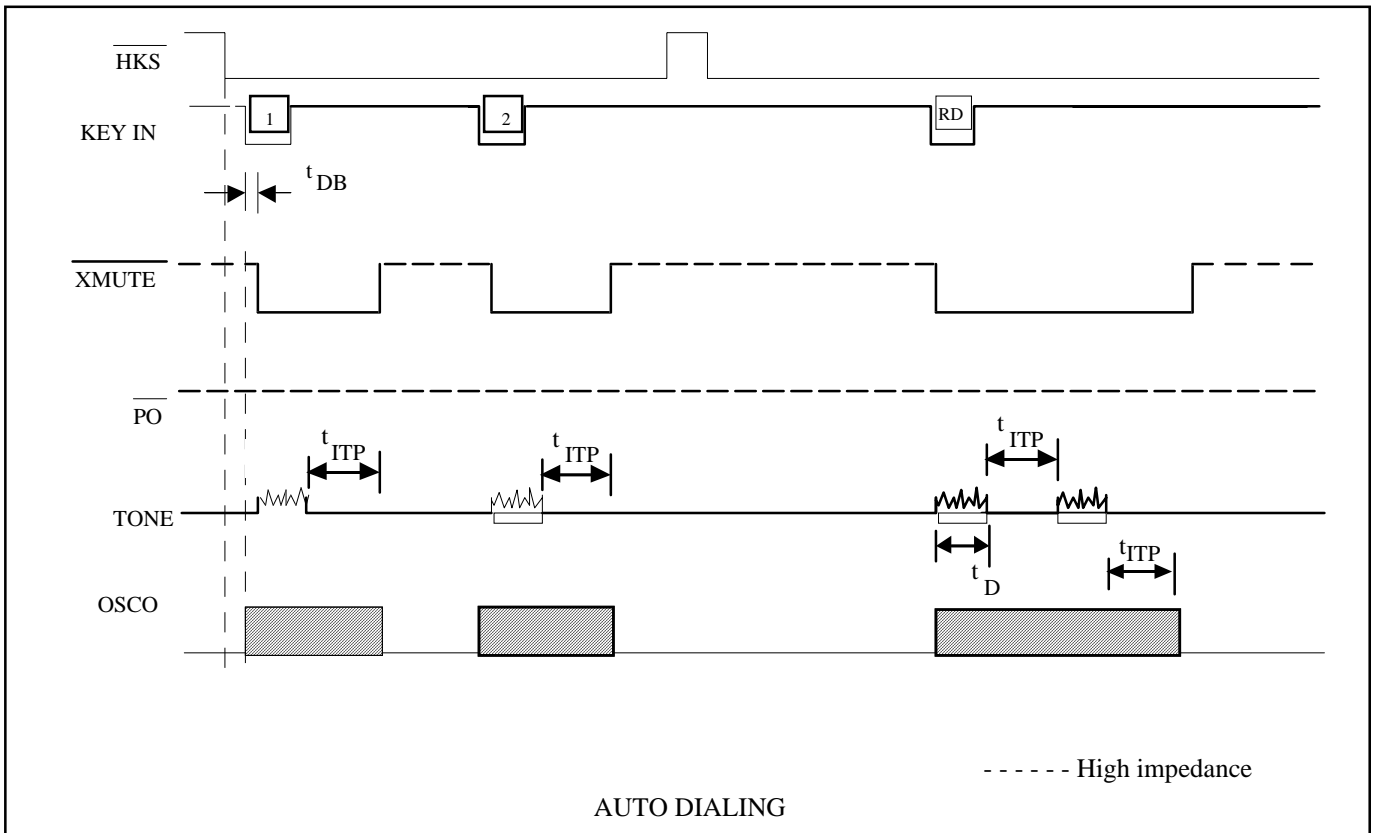 HKS
KEY IN
1
2
RD
t DB
XMUTE
PO
t ITP
t ITP
t ITP
TONE
t D
t ITP
OSCO
- - - - - - High impedance
AUTO DIALING